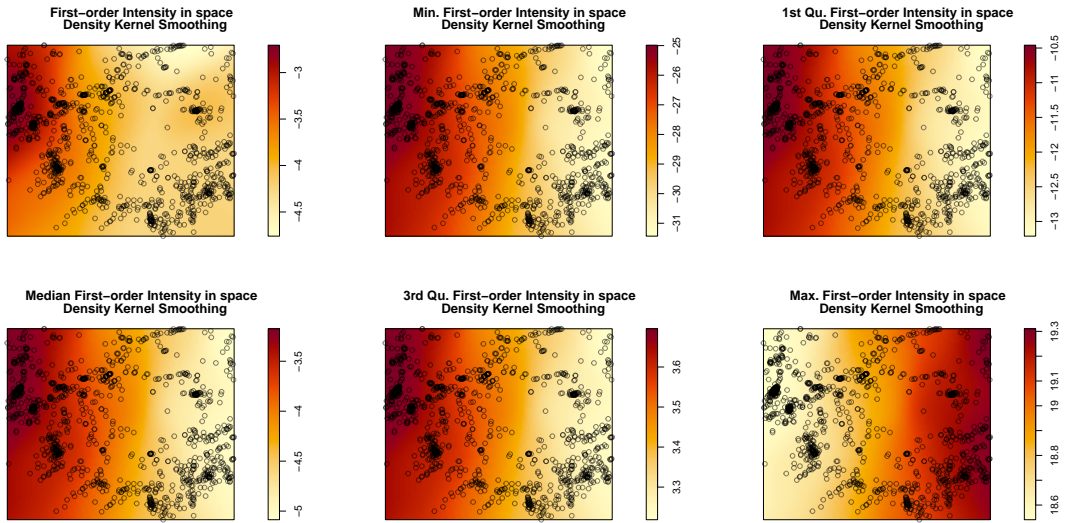 First−order Intensity in space
Density Kernel Smoothing
−3
−3.5
−4
−4.5
Min. First−order Intensity in space
Density Kernel Smoothing
−25
−26
−27
−28
−29
−30
−31
1st Qu. First−order Intensity in space
Density Kernel Smoothing
−10.5
−11
−11.5
−12
−12.5
−13
Median First−order Intensity in space
Density Kernel Smoothing
−3.5
−4
−4.5
−5
3rd Qu. First−order Intensity in space
Density Kernel Smoothing
3.6
3.5
3.4
3.3
Max. First−order Intensity in space
Density Kernel Smoothing
19.3
19.1
19
18.8
18.6